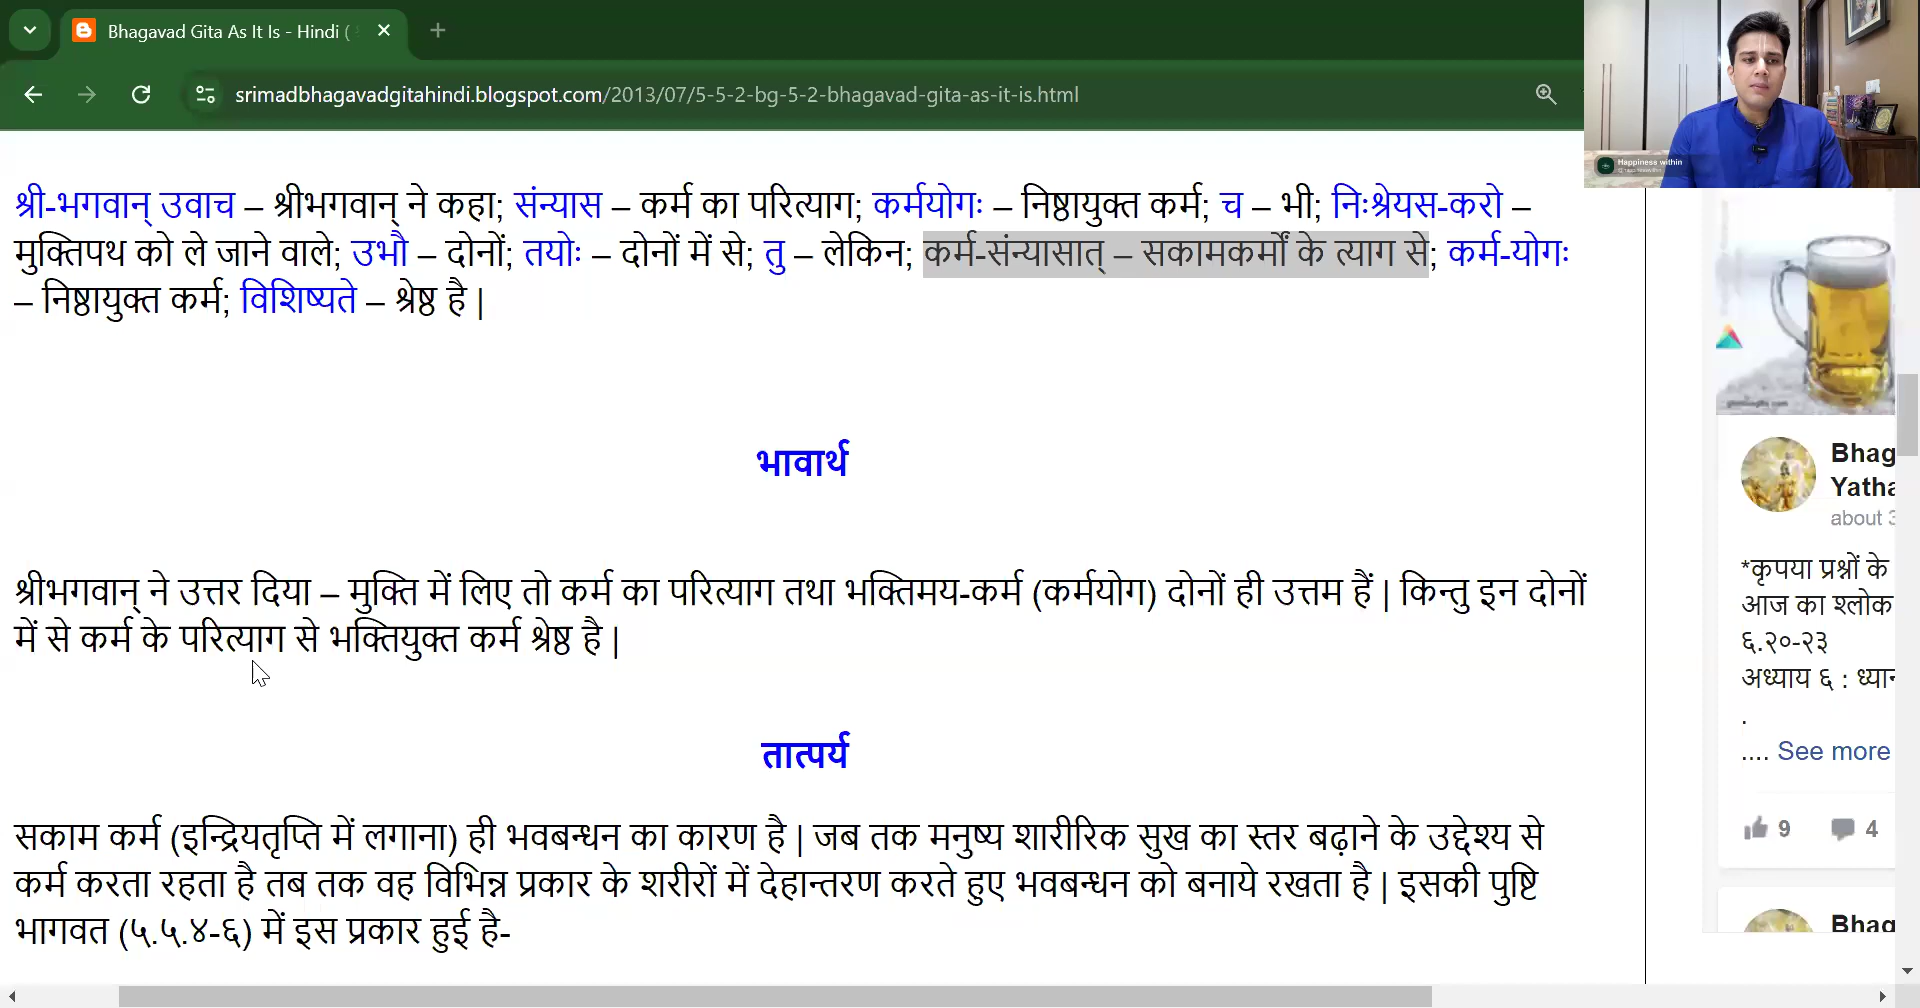 Bhagavad Gita As It Is - Hindi (
srimadbhagavadgitahindi.blogspot.com/2013/07/5-5-2-bg-5-2-bhagavad-gita-as-it-is.html
Happiness within
श्री-भगवान् उवाच – श्रीभगवान् ने कहा; संन्यास – कर्म का परित्याग; कर्मयोगः – निष्ठायुक्त कर्म; च – भी; निःश्रेयस-करो –
मुक्तिपथ को ले जाने वाले; उभौ – दोनों; तयोः – दोनों में से; तु – लेकिन; कर्म-संन्यासात् – सकामकर्मों के त्याग से; कर्म-योगः
– निष्ठायुक्त कर्म; विशिष्यते – श्रेष्ठ है |
भावार्थ
श्रीभगवान् ने उत्तर दिया – मुक्ति में लिए तो कर्म का परित्याग तथा भक्तिमय-कर्म (कर्मयोग) दोनों ही उत्तम हैं | किन्तु इन दोनों
में से कर्म के परित्याग से भक्तियुक्त कर्म श्रेष्ठ है |
तात्पर्य
सकाम कर्म (इन्द्रियतृप्ति में लगाना) ही भवबन्धन का कारण है | जब तक मनुष्य शारीरिक सुख का स्तर बढ़ाने के उद्देश्य से
कर्म करता रहता है तब तक वह विभिन्न प्रकार के शरीरों में देहान्तरण करते हुए भवबन्धन को बनाये रखता है | इसकी पुष्टि
भागवत (५.५.४-६) में इस प्रकार हुई है-
Bhag
Yatha
about 3
*कृपया प्रश्नों के
आज का श्लोक
६.२०-२३
अध्याय ६ : ध्यान
.
.... See more
9 4
Bhag